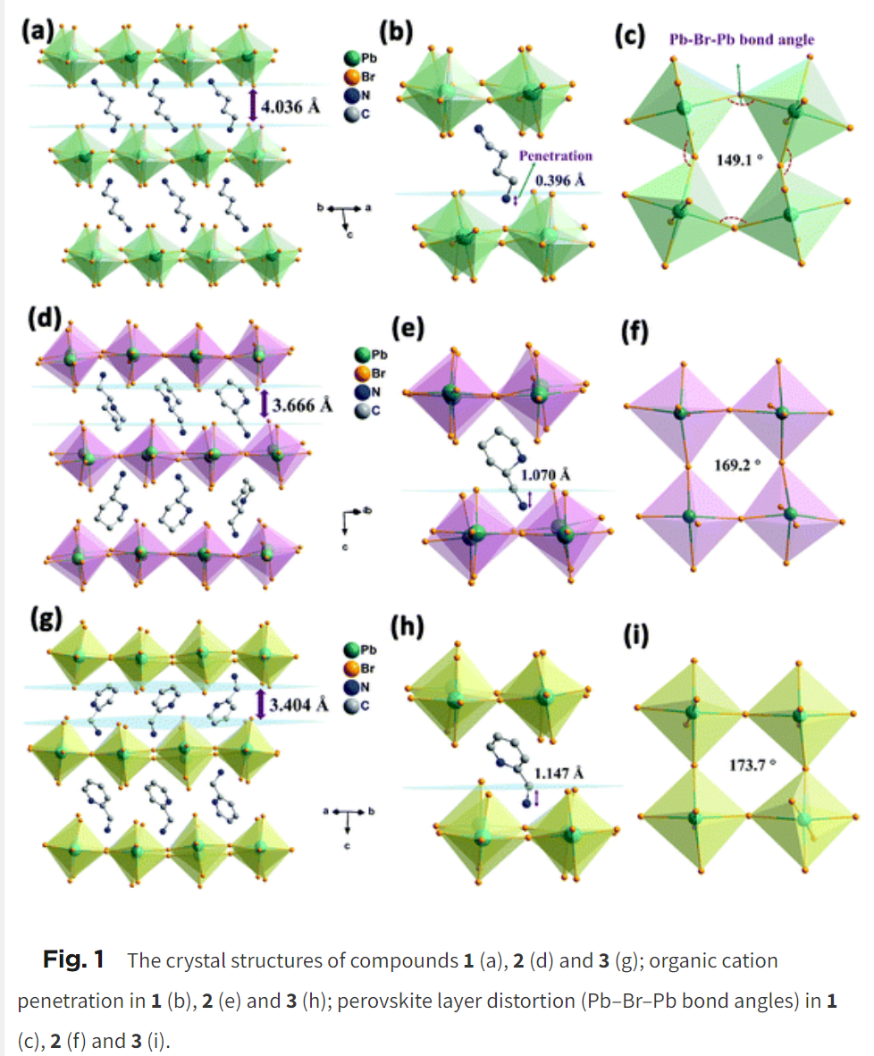 (a)
Pb
Br
N
C
4.036 Å
b a
c
(b)
Penetration
0.396 Å
(c)
Pb-Br-Pb bond angle
149.1 °
(d)
Pb
Br
N
C
3.666 Å
c
(e)
1.070 Å
(f)
169.2 °
(g)
Pb
Br
N
C
3.404 Å
a b
c
(h)
1.147 Å
(i)
173.7 °
Fig. 1 The crystal structures of compounds 1 (a), 2 (d) and 3 (g); organic cation
penetration in 1 (b), 2 (e) and 3 (h); perovskite layer distortion (Pb–Br–Pb bond angles) in 1
(c), 2 (f) and 3 (i).